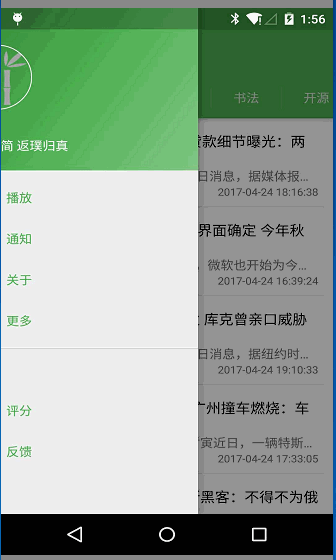 1:56
书法
开源
简 返璞归真
播放
通知
关于
更多
评分
反馈
款细节曝光：两
日消息，据媒体报...
2017-04-24 18:16:38
界面确定 今年秋
，微软也开始为今...
2017-04-24 16:39:24
库克曾亲口威胁
日消息，据纽约时...
2017-04-24 19:10:33
广州撞车燃烧：车
寅近日，一辆特斯...
2017-04-24 17:33:05
黑客：不得不为俄